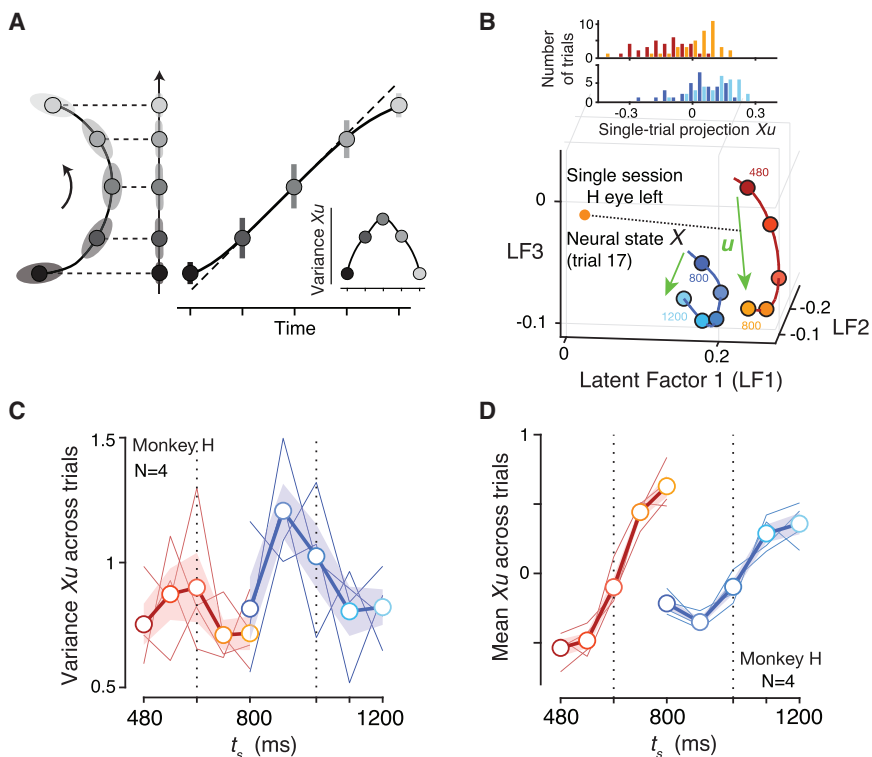 A
Variance Xu
Time
B
Number
of trials
10
0
5
0
-0.3
0
0.3
Single-trial projection Xu
480
Single session
H eye left
0
u
Neural state X
(trial 17)
LF3
800
1200
800
-0.2
-0.1
LF2
-0.1
0
0.2
Latent Factor 1 (LF1)
C
Monkey H
N=4
Variance Xu across trials
1.5
1
0.5
480
800
1200
ts (ms)
D
Mean Xu across trials
1
0
Monkey H
N=4
480
800
1200
ts (ms)